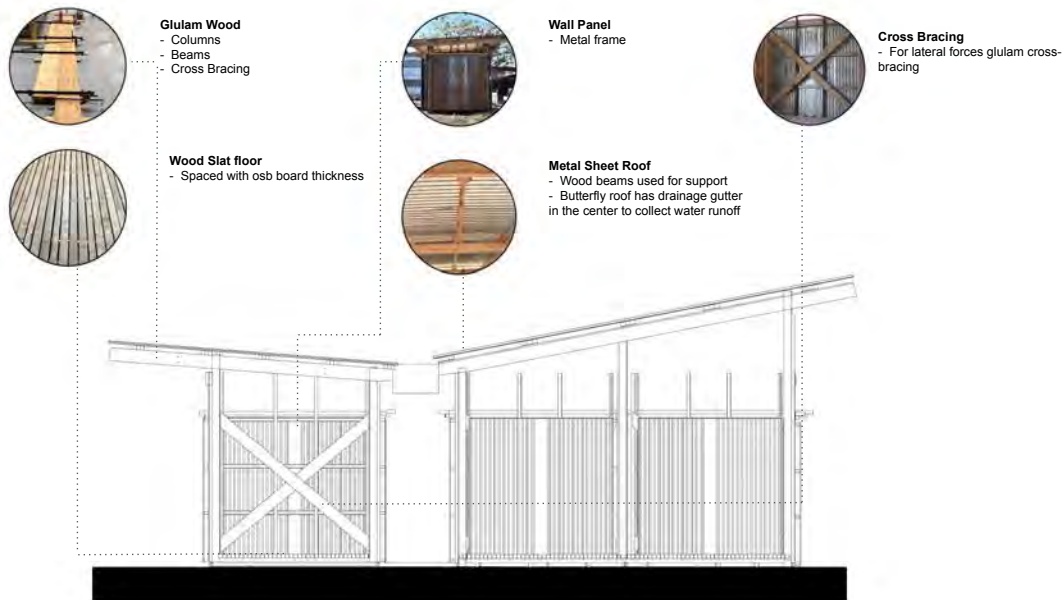 Glulam Wood
- Columns
- Beams
- Cross Bracing
Wood Slat floor
- Spaced with osb board thickness
Wall Panel
- Metal frame
Metal Sheet Roof
- Wood beams used for support
- Butterfly roof has drainage gutter
in the center to collect water runoff
Cross Bracing
- For lateral forces glulam cross-
bracing